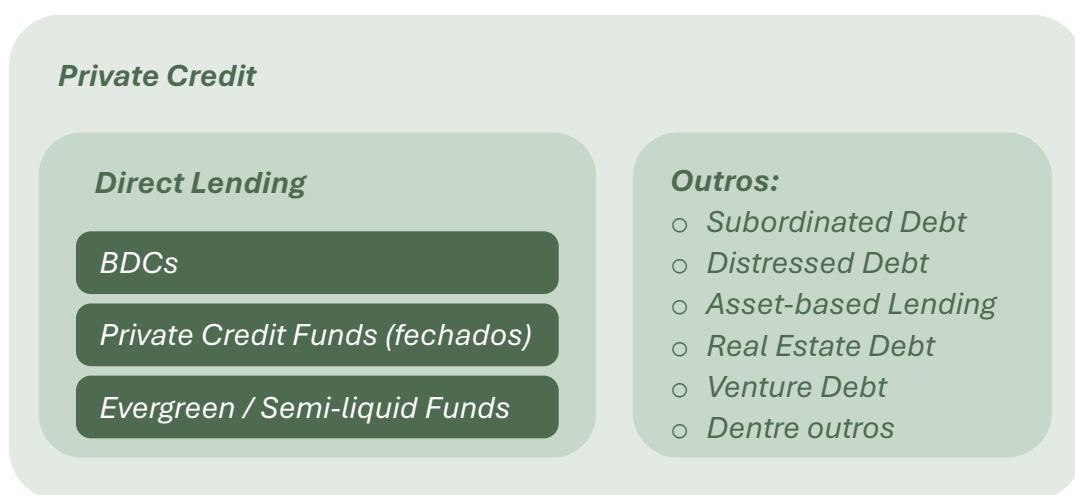 Private Credit
Direct Lending
BDCs
Private Credit Funds (fechados)
Evergreen / Semi-liquid Funds
Outros:
○ Subordinated Debt
○ Distressed Debt
○ Asset-based Lending
○ Real Estate Debt
○ Venture Debt
○ Dentre outros